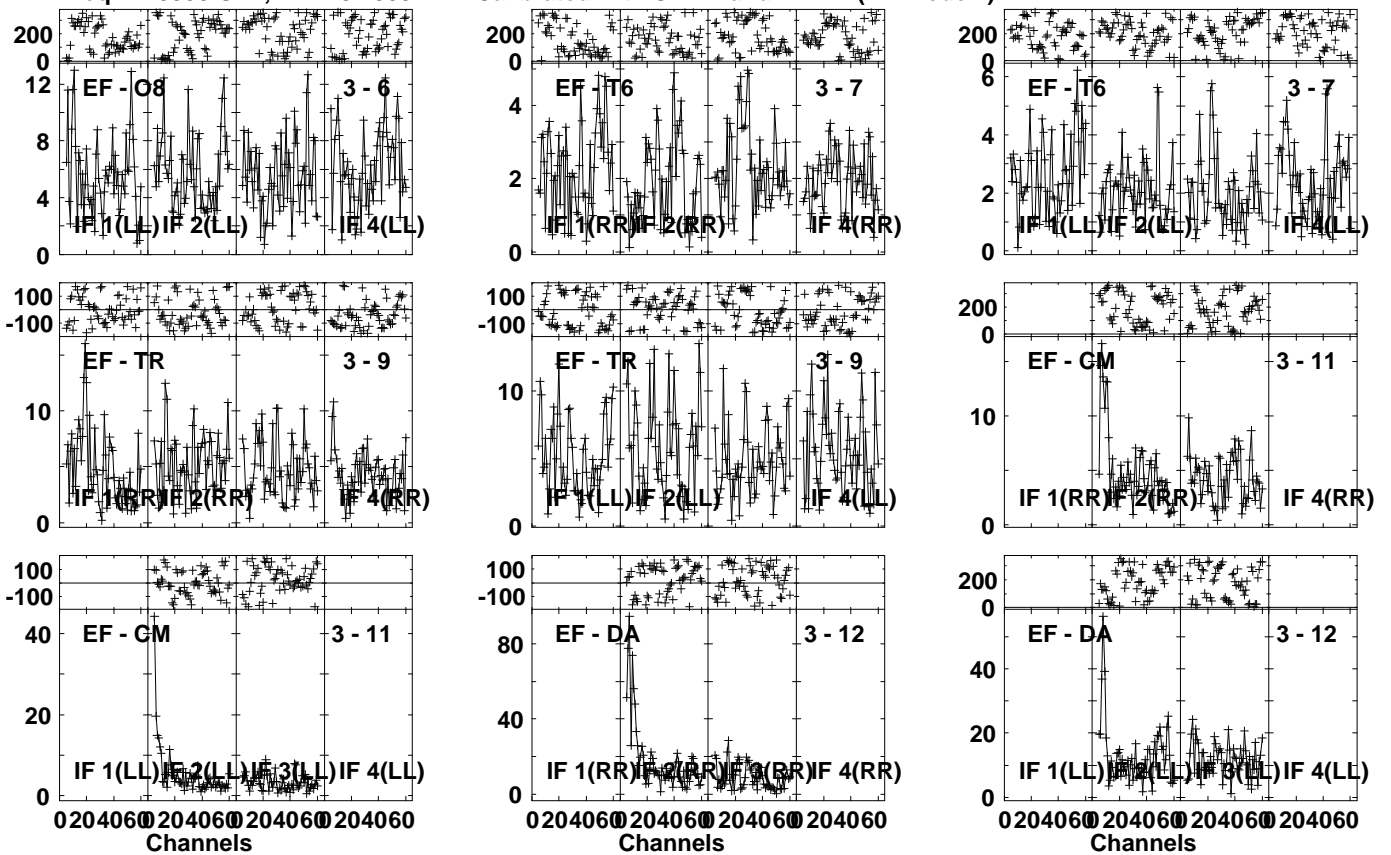 200
0
200
0
200
0
12
8
4
0
EF - O8
3 - 6
IF 1(LL)
IF 2(LL)
IF 4(LL)
4
2
0
EF - T6
3 - 7
IF 1(RR)
IF 2(RR)
IF 4(RR)
6
4
2
0
EF - T6
3 - 7
IF 1(LL)
IF 2(LL)
IF 4(LL)
100
-100
100
-100
200
0
10
0
EF - TR
3 - 9
IF 1(RR)
IF 2(RR)
IF 4(RR)
10
0
EF - TR
3 - 9
IF 1(LL)
IF 2(LL)
IF 4(LL)
10
0
EF - CM
3 - 11
IF 1(RR)
IF 2(RR)
IF 4(RR)
100
-100
100
-100
200
0
40
20
0
EF - CM
3 - 11
IF 1(LL)
IF 2(LL)
IF 3(LL)
IF 4(LL)
80
60
40
20
0
EF - DA
3 - 12
IF 1(RR)
IF 2(RR)
IF 3(RR)
IF 4(RR)
40
20
0
EF - DA
3 - 12
IF 1(LL)
IF 2(LL)
IF 3(LL)
IF 4(LL)
0 20 40 60 0 20 40 60 0 20 40 60 0 20 40 60
0 20 40 60 0 20 40 60 0 20 40 60 0 20 40 60
0 20 40 60 0 20 40 60 0 20 40 60 0 20 40 60
Channels
Channels
Channels